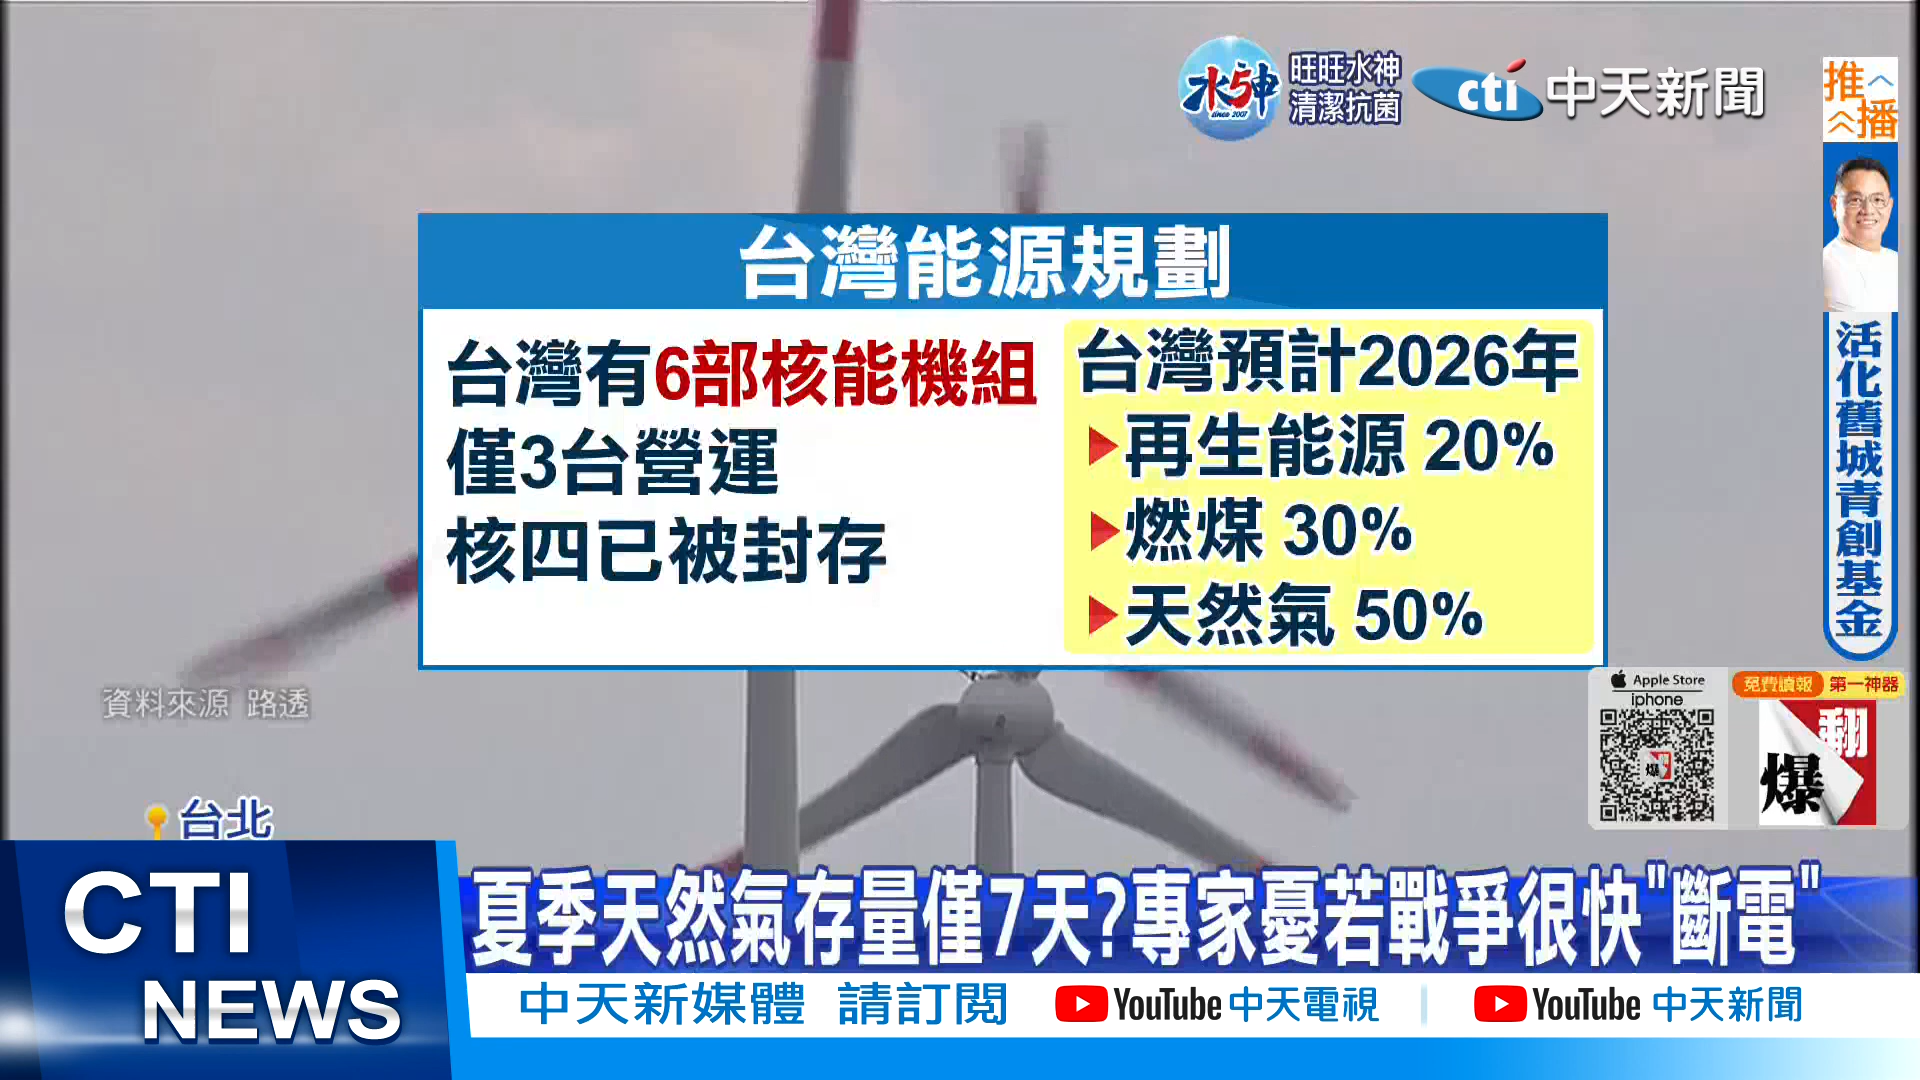 水神
since 2007
旺旺水神
清潔抗菌
cti 中天新聞
推播
活化舊城青創基金
台灣能源規劃
台灣有6部核能機組
僅3台營運
核四已被封存
台灣預計2026年
再生能源 20%
燃煤 30%
天然氣 50%
資料來源 路透
Apple Store
iphone
免費讀報 第一神器
翻爆
台北
CTI
NEWS
夏季天然氣存量僅7天?專家憂若戰爭很快"斷電"
中天新媒體 請訂閱 YouTube 中天電視 | YouTube 中天新聞